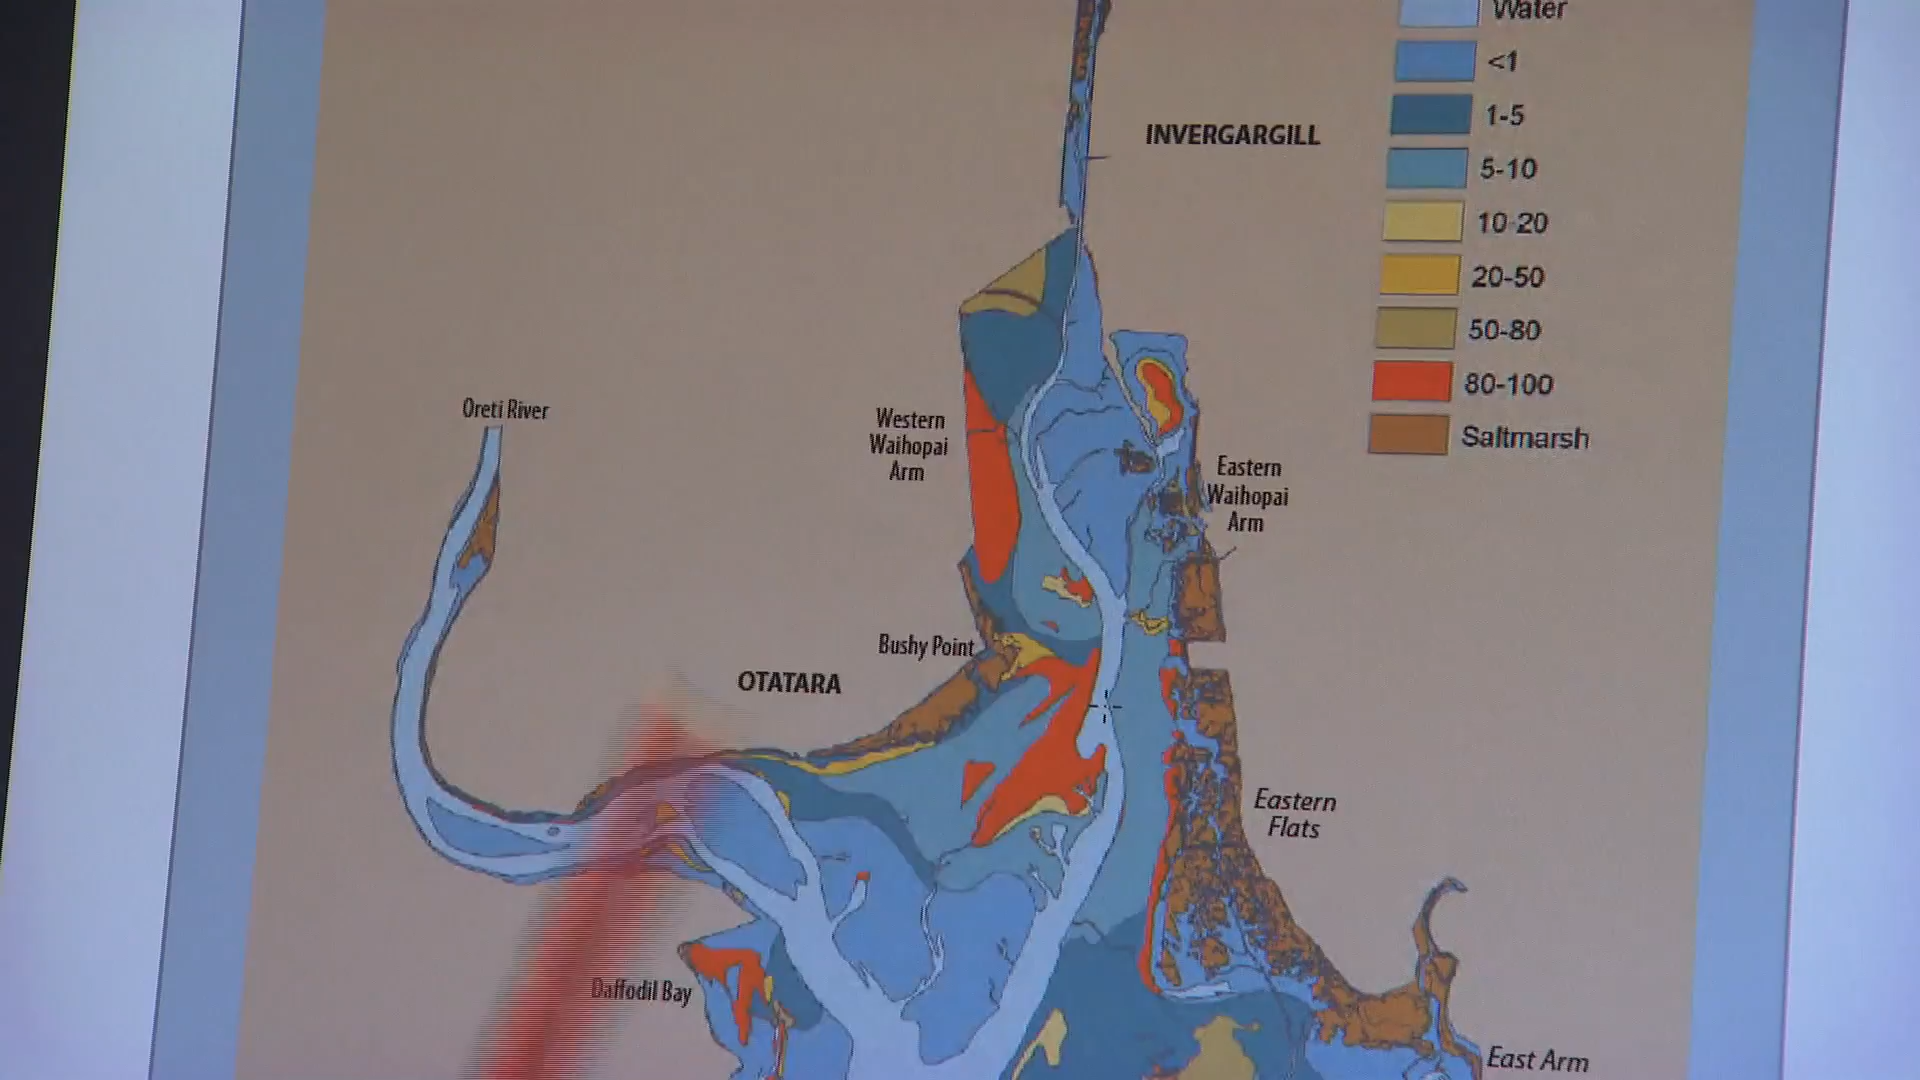 Water
<1
1-5
INVERGARGILL
5-10
10-20
20-50
50-80
80-100
Saltmarsh
Oreti River
Western
Waihopai
Arm
Eastern
Waihopai
Arm
Bushy Point
OTATARA
Eastern
Flats
Daffodil Bay
East Arm